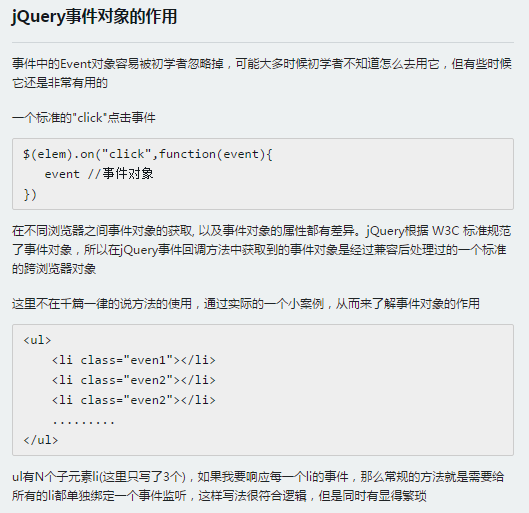 jQuery事件对象的作用
事件中的Event对象容易被初学者忽略掉，可能大多时候初学者不知道怎么去用它，但有些时候
它还是非常有用的
一个标准的"click"点击事件
$(elem).on("click",function(event){
   event //事件对象
})
在不同浏览器之间事件对象的获取, 以及事件对象的属性都有差异。jQuery根据 W3C 标准规范
了事件对象，所以在jQuery事件回调方法中获取到的事件对象是经过兼容后处理过的一个标准
的跨浏览器对象
这里不在千篇一律的说方法的使用，通过实际的一个小案例，从而来了解事件对象的作用
<ul>
    <li class="even1"></li>
    <li class="even2"></li>
    <li class="even2"></li>
    .........
</ul>
ul有N个子元素li(这里只写了3个)，如果我要响应每一个li的事件，那么常规的方法就是需要给
所有的li都单独绑定一个事件监听，这样写法很符合逻辑，但是同时有显得繁琐